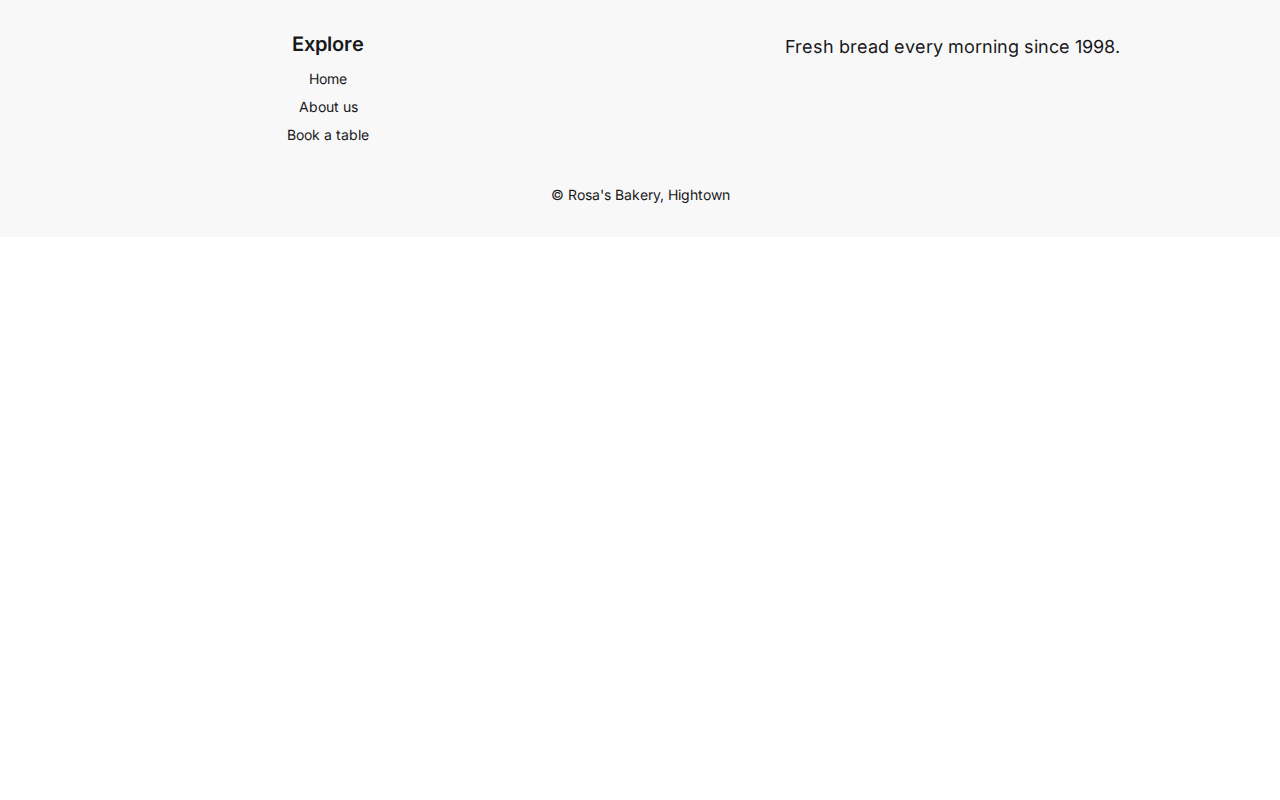 Explore
Home
About us
Book a table
Fresh bread every morning since 1998.
© Rosa's Bakery, Hightown